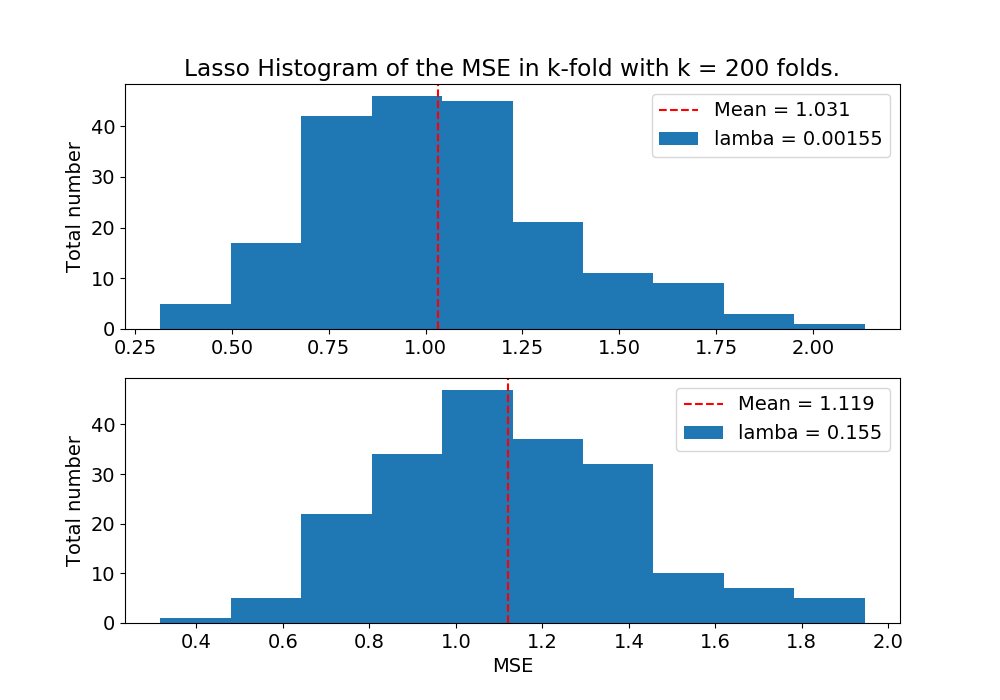 Lasso Histogram of the MSE in k-fold with k = 200 folds.
Total number
40
30
20
10
0
Mean = 1.031
lamba = 0.00155
0.25 0.50 0.75 1.00 1.25 1.50 1.75 2.00
Total number
40
30
20
10
0
Mean = 1.119
lamba = 0.155
0.4 0.6 0.8 1.0 1.2 1.4 1.6 1.8 2.0
MSE